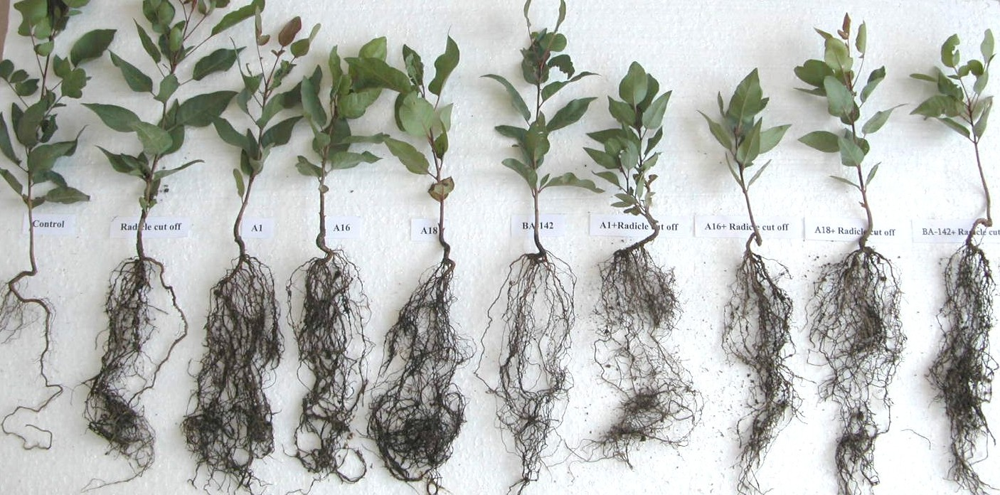 Control
Radicle cut off
A1
A16
A18
BA-142
A1+Radicle cut off
A16+ Radicle cut off
A18+ Radicle cut off
BA-142+ Radicle cut